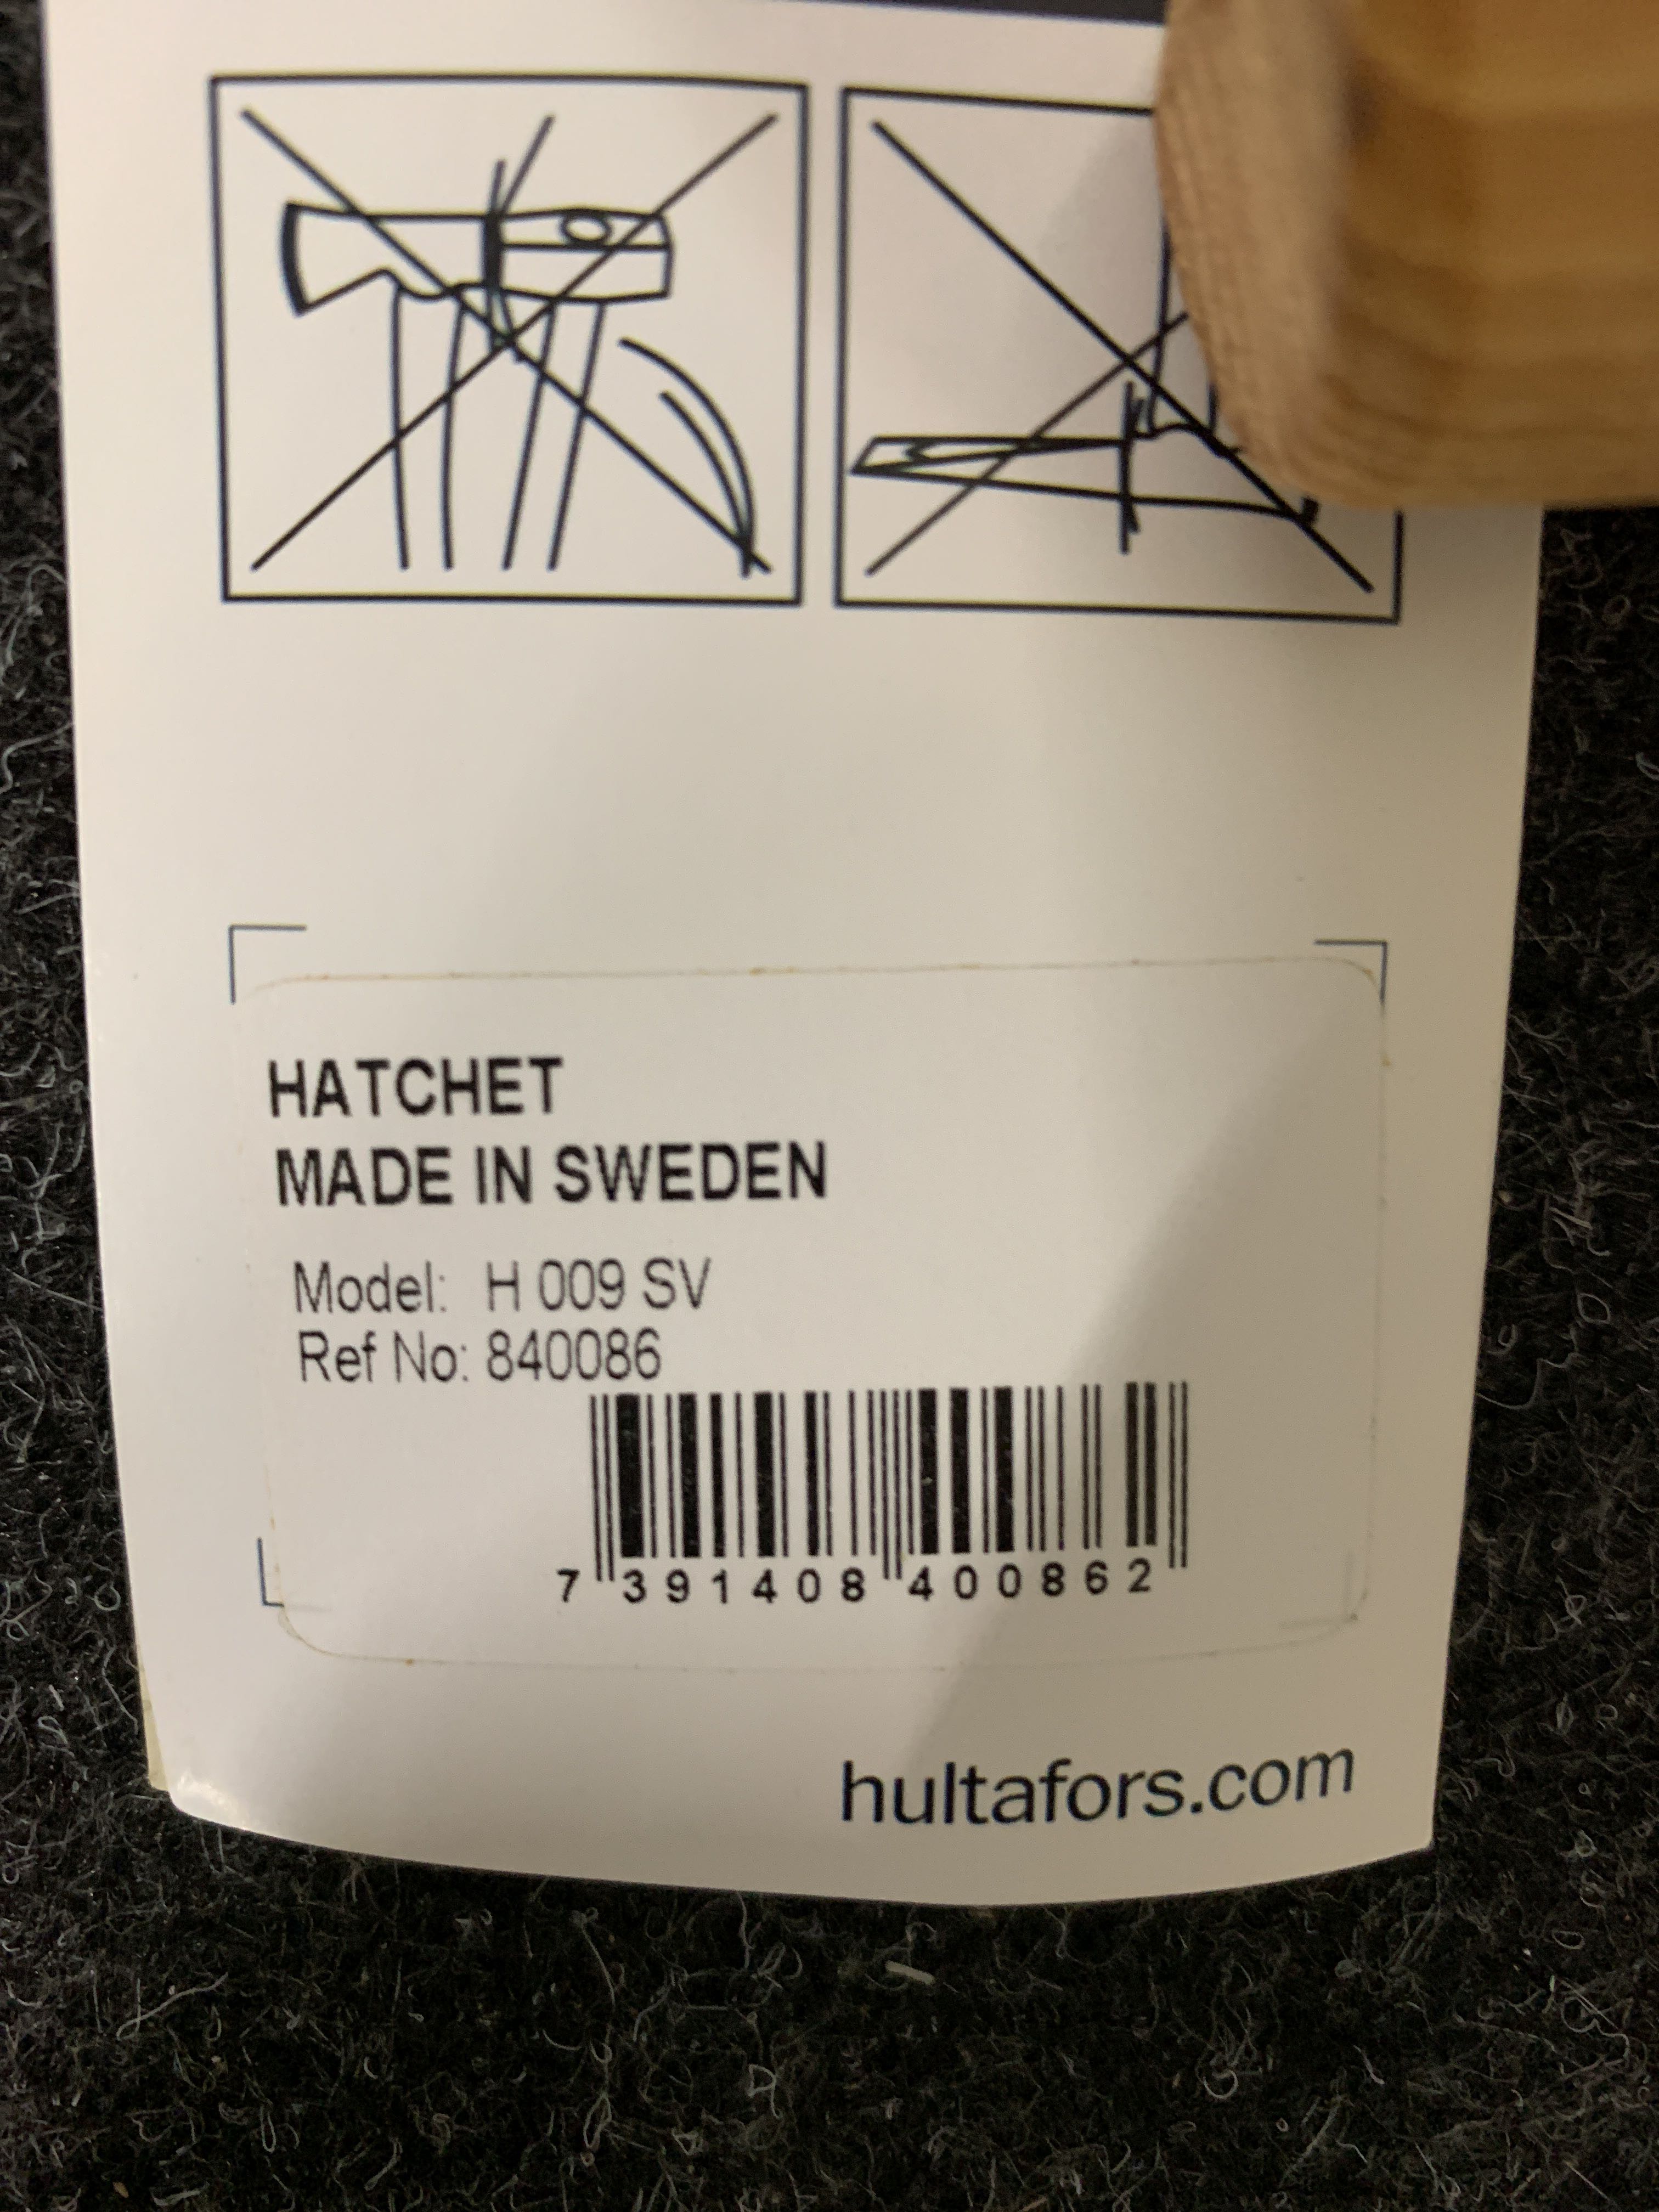 HATCHET
MADE IN SWEDEN
Model: H 009 SV
Ref No: 840086
7 391408 400862
hultafors.com